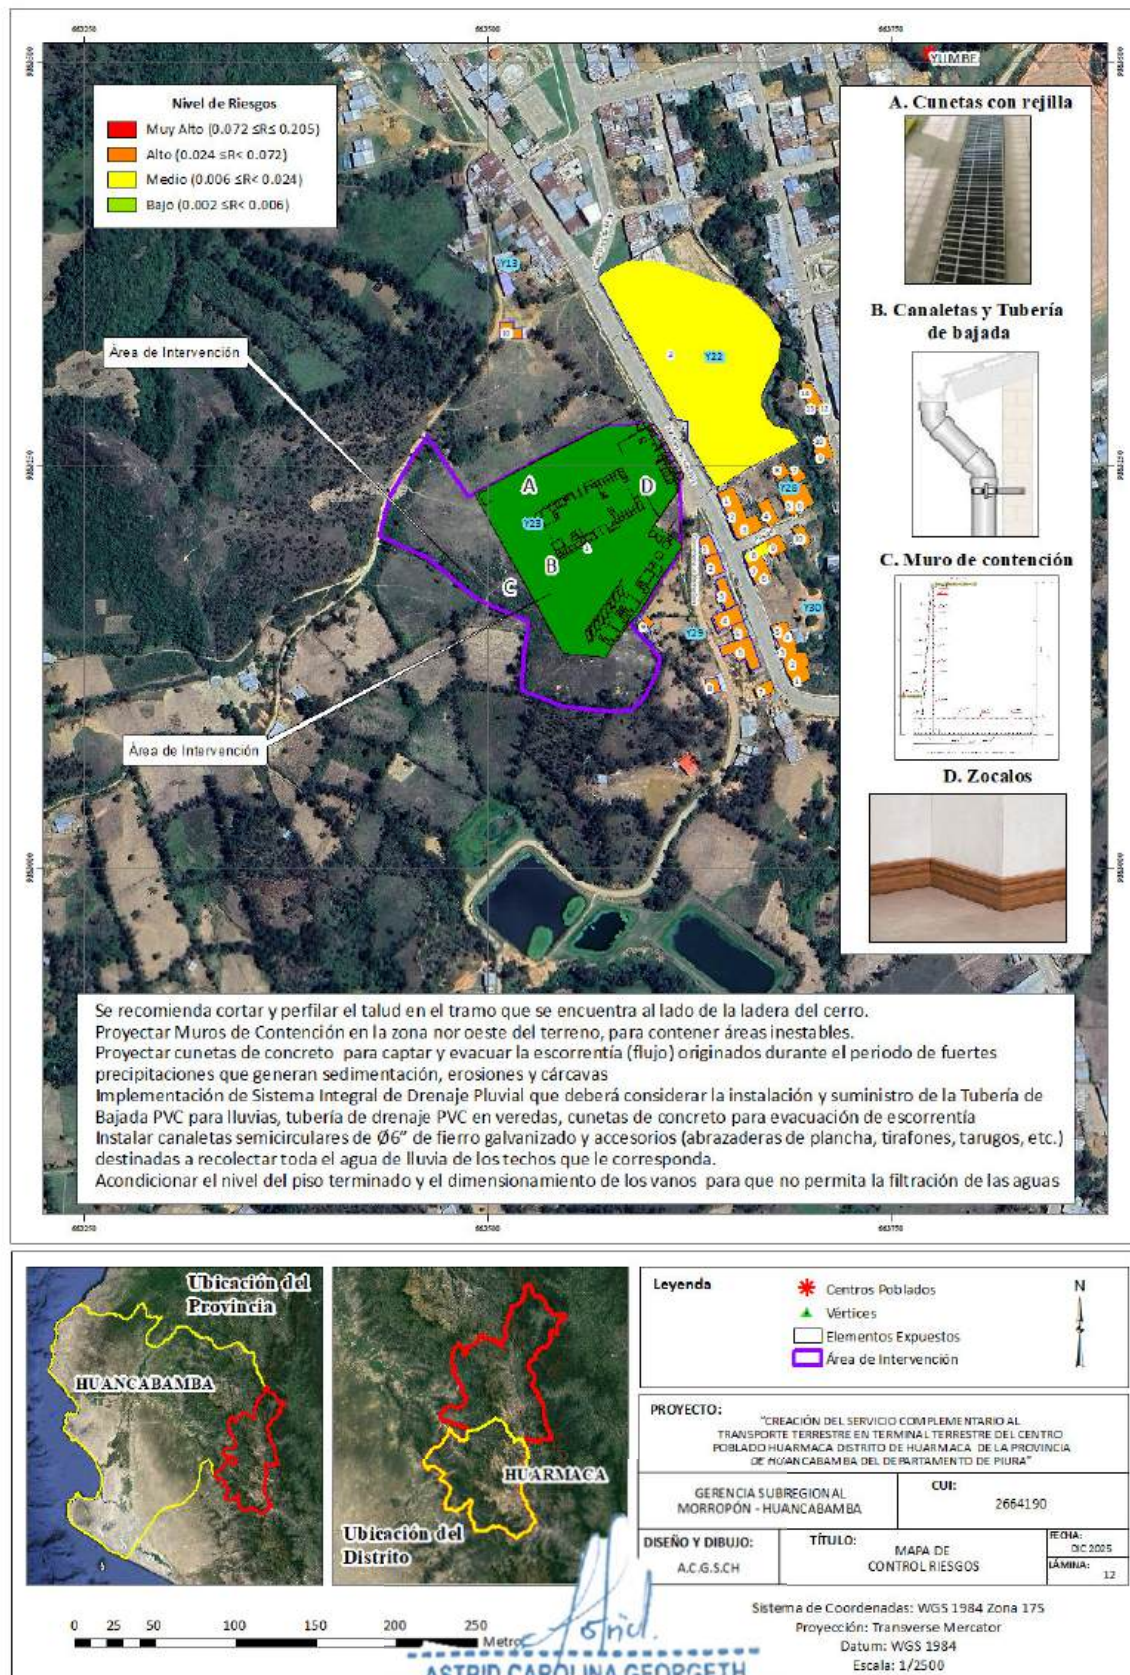 663250
663500
663750
YUMBE
Nivel de Riesgos
Muy Alto (0.072 ≤R≤ 0.205)
Alto (0.024 ≤R< 0.072)
Medio (0.006 ≤R< 0.024)
Bajo (0.002 ≤R< 0.006)
A. Cunetas con rejilla
B. Canaletas y Tubería
de bajada
C. Muro de contención
D. Zocalos
Área de Intervención
Área de Intervención
Y13
Y22
Y23
Y26
Y29
Y30
A
B
C
D
Se recomienda cortar y perfilar el talud en el tramo que se encuentra al lado de la ladera del cerro.
Proyectar Muros de Contención en la zona nor oeste del terreno, para contener áreas inestables.
Proyectar cunetas de concreto para captar y evacuar la escorrentía (flujo) originados durante el periodo de fuertes
precipitaciones que generan sedimentación, erosiones y cárcavas
Implementación de Sistema Integral de Drenaje Pluvial que deberá considerar la instalación y suministro de la Tubería de
Bajada PVC para lluvias, tubería de drenaje PVC en veredas, cunetas de concreto para evacuación de escorrentía
Instalar canaletas semicirculares de Ø6” de fierro galvanizado y accesorios (abrazaderas de plancha, tirafones, tarugos, etc.)
destinadas a recolectar toda el agua de lluvia de los techos que le corresponda.
Acondicionar el nivel del piso terminado y el dimensionamiento de los vanos para que no permita la filtración de las aguas
663250
663500
663750
Ubicación del
Provincia
HUANCABAMBA
HUARMACA
Ubicación del
Distrito
0 25 50 100 150 200 250
Metro
Leyenda
Centros Poblados
Vértices
Elementos Expuestos
Área de Intervención
N
PROYECTO:
"CREACIÓN DEL SERVICIO COMPLEMENTARIO AL
TRANSPORTE TERRESTRE EN TERMINAL TERRESTRE DEL CENTRO
POBLADO HUARMACA DISTRITO DE HUARMACA DE LA PROVINCIA
DE HUANCABAMBA DEL DEPARTAMENTO DE PIURA"
GERENCIA SUBREGIONAL
MORROPÓN - HUANCABAMBA
CUI:
2664190
DISEÑO Y DIBUJO:
A.C.G.S.CH
TÍTULO:
MAPA DE
CONTROL RIESGOS
FECHA:
DIC 2025
LÁMINA:
12
Sistema de Coordenadas: WGS 1984 Zona 17S
Proyección: Transverse Mercator
Datum: WGS 1984
Escala: 1/2500
ASTRID CAROLINA GEORGETH